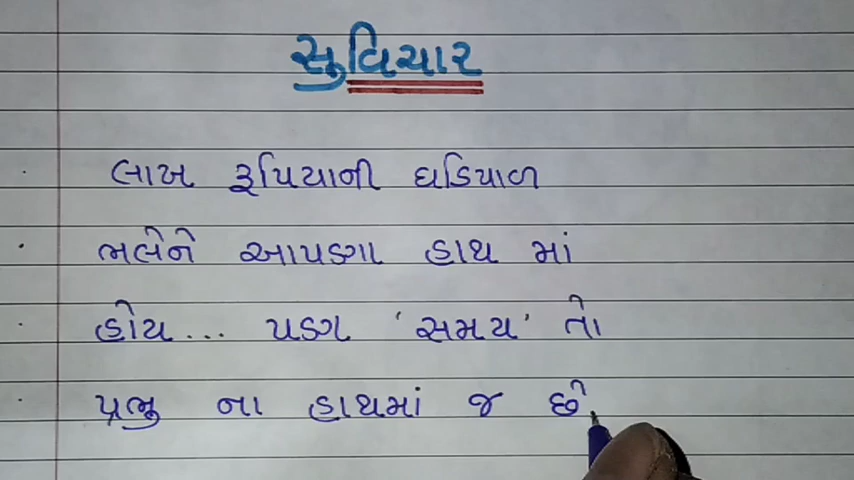 સુવિચાર
લાખ રૂપિયાની ઘડિયાળ
ભલેને આપણા હાથ માં
હોય... પણ 'સમય' તો
પ્રભુ ના હાથમાં જ છે